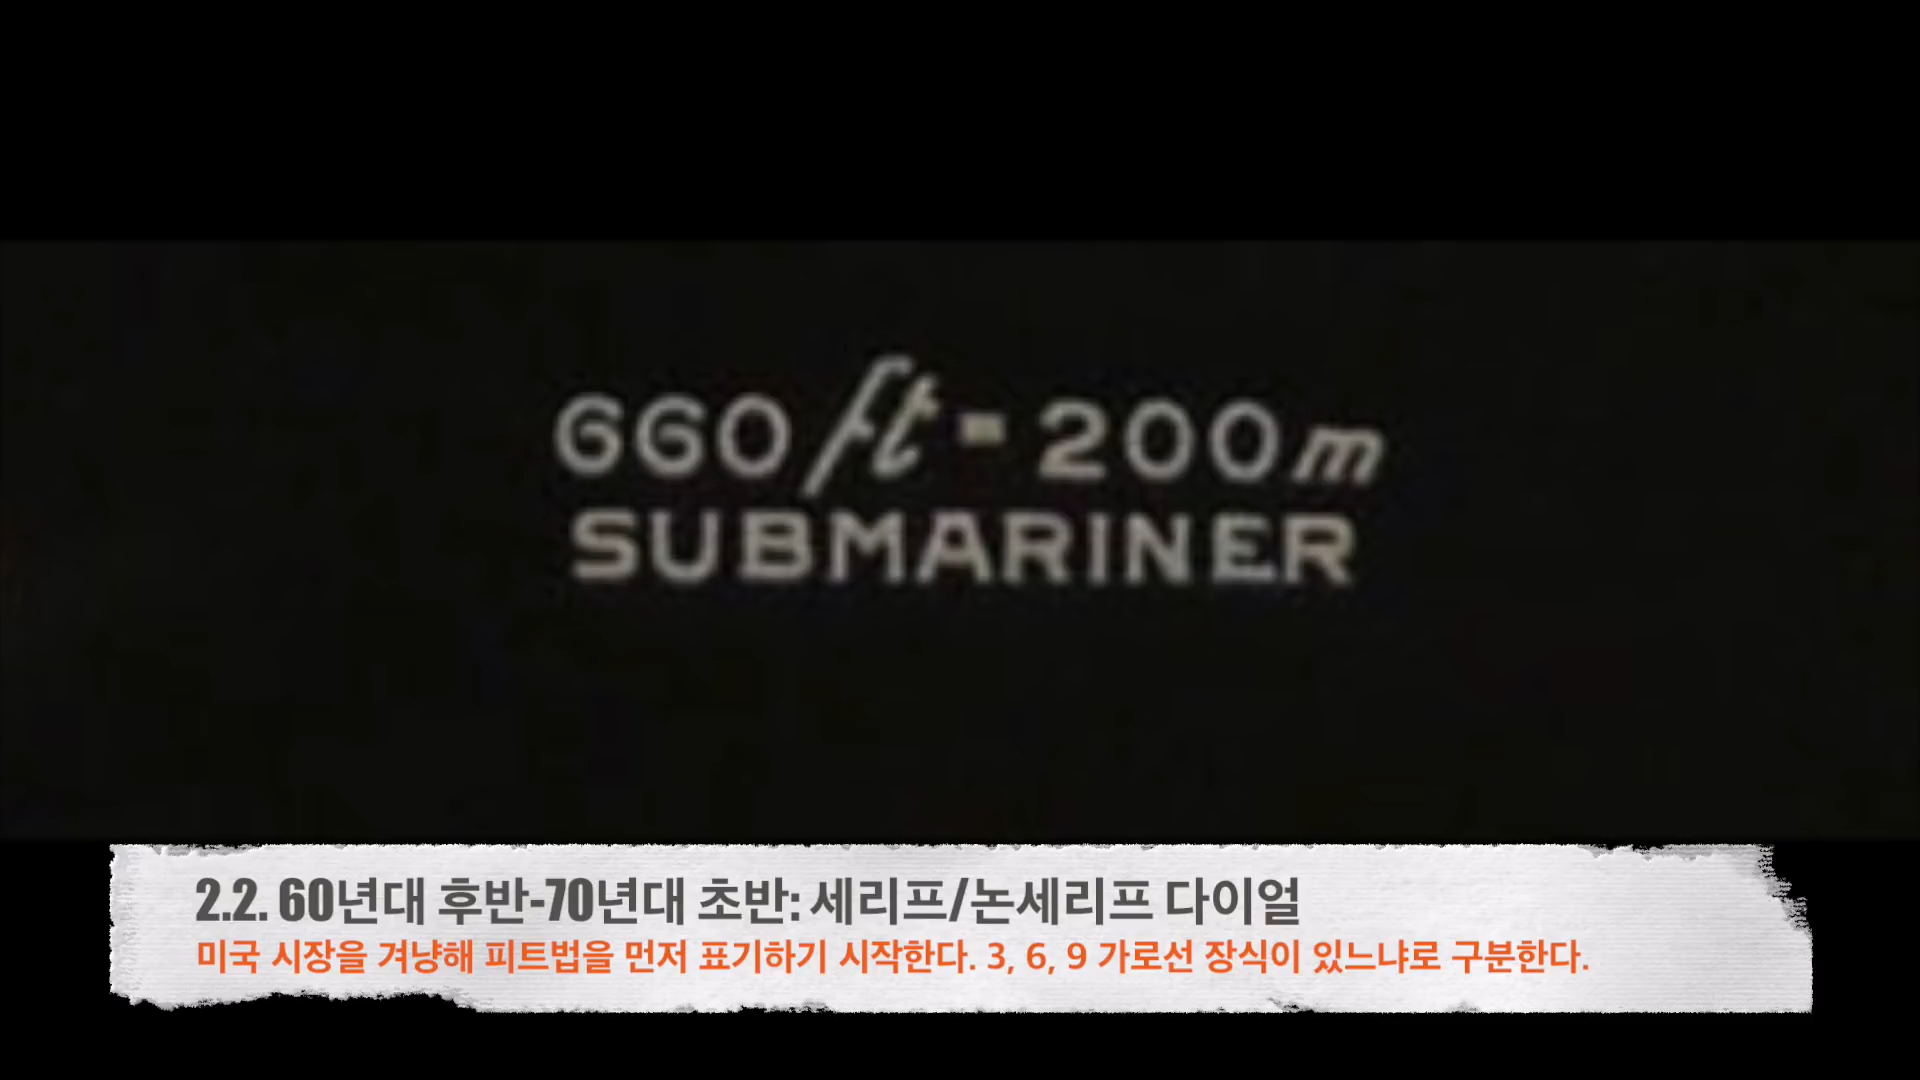 660 ft = 200 m
SUBMARINER
2.2. 60년대 후반-70년대 초반: 세리프/논세리프 다이얼
미국 시장을 겨냥해 피트법을 먼저 표기하기 시작한다. 3, 6, 9 가로선 장식이 있느냐로 구분한다.